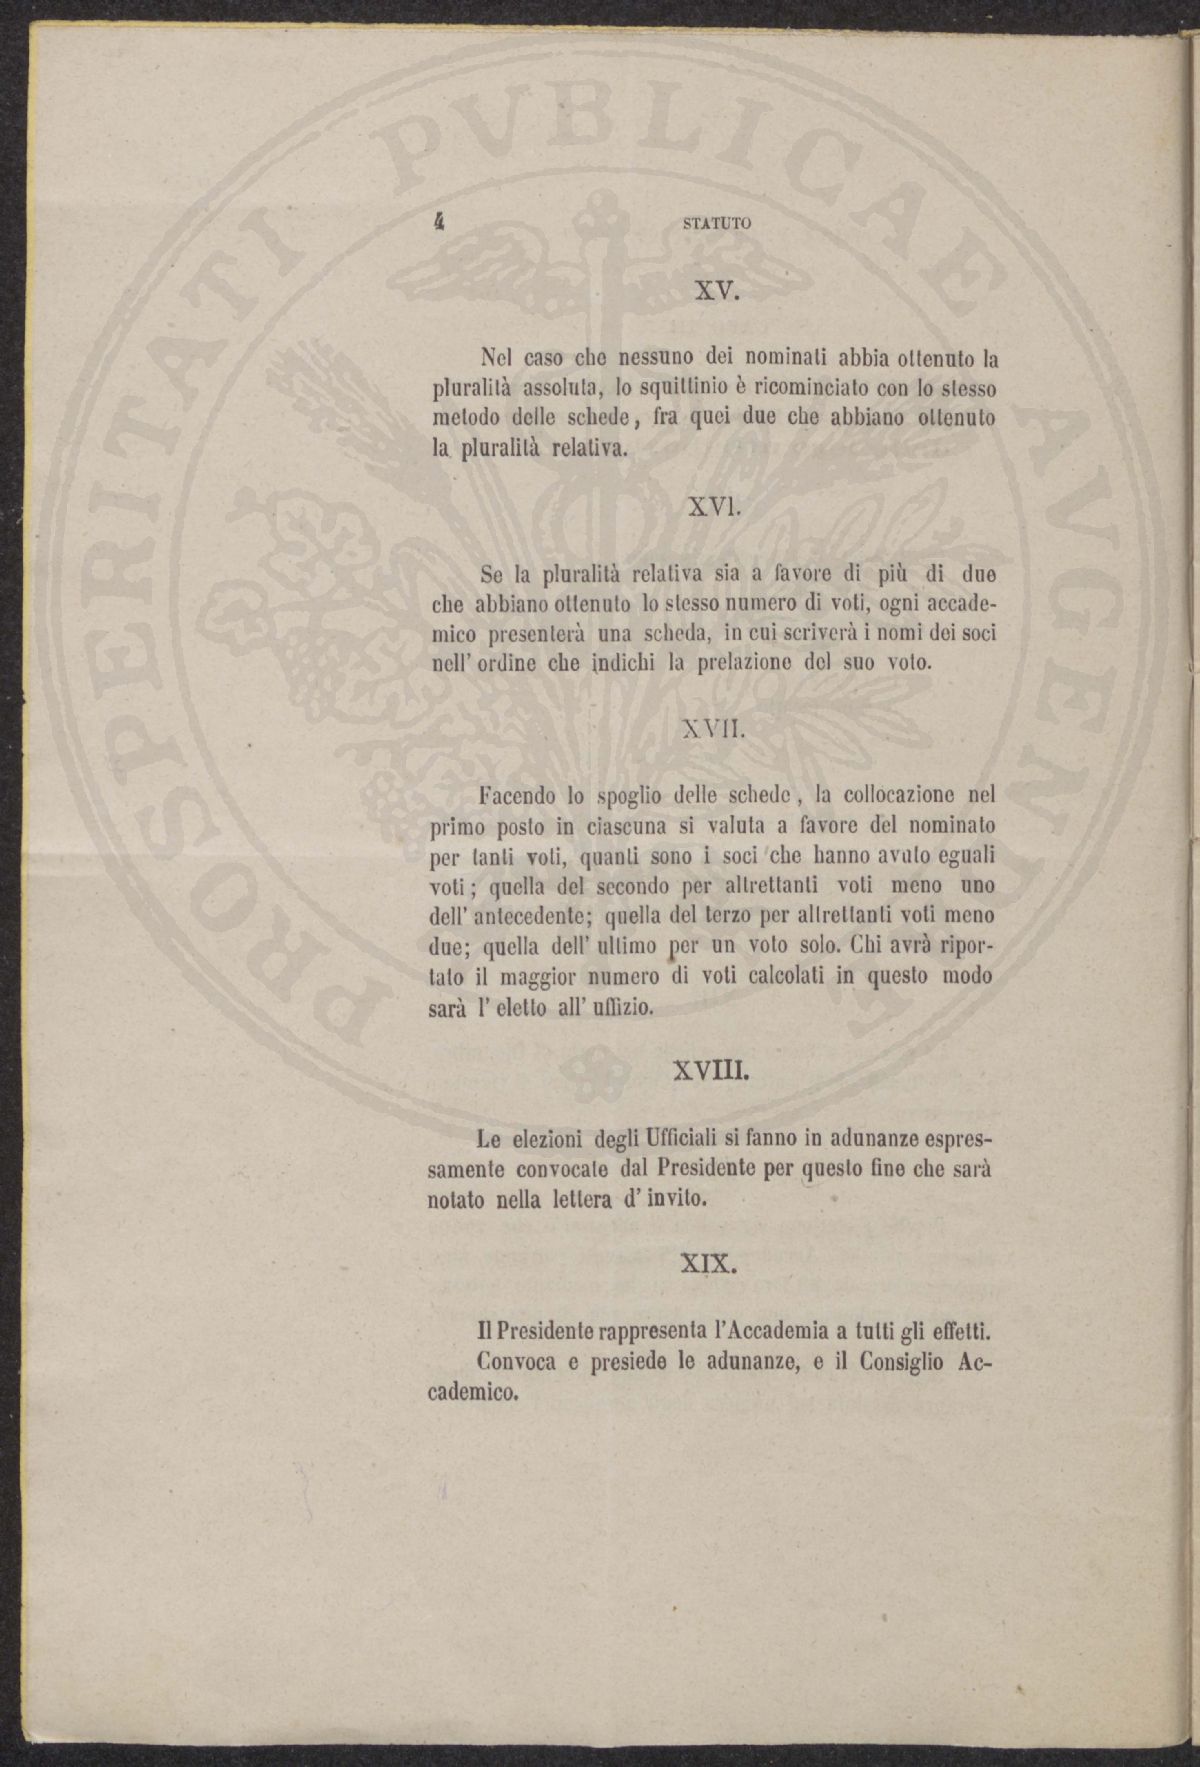 PROSPERITATI PVBLICAE AVGENDAE
4 STATUTO
XV.
Nel caso che nessuno dei nominati abbia ottenuto la
pluralità assoluta, lo squittinio è ricominciato con lo stesso
metodo delle schede, fra quei due che abbiano ottenuto
la pluralità relativa.
XVI.
Se la pluralità relativa sia a favore di più di due
che abbiano ottenuto lo stesso numero di voti, ogni accade-
mico presenterà una scheda, in cui scriverà i nomi dei soci
nell' ordine che indichi la prelazione del suo voto.
XVII.
Facendo lo spoglio delle schede, la collocazione nel
primo posto in ciascuna si valuta a favore del nominato
per tanti voti, quanti sono i soci che hanno avuto eguali
voti; quella del secondo per altrettanti voti meno uno
dell' antecedente; quella del terzo per altrettanti voti meno
due; quella dell' ultimo per un voto solo. Chi avrà ripor-
tato il maggior numero di voti calcolati in questo modo
sarà l' eletto all' uffizio.
XVIII.
Le elezioni degli Ufficiali si fanno in adunanze espres-
samente convocate dal Presidente per questo fine che sarà
notato nella lettera d' invito.
XIX.
Il Presidente rappresenta l'Accademia a tutti gli effetti.
Convoca e presiede le adunanze, e il Consiglio Ac-
cademico.